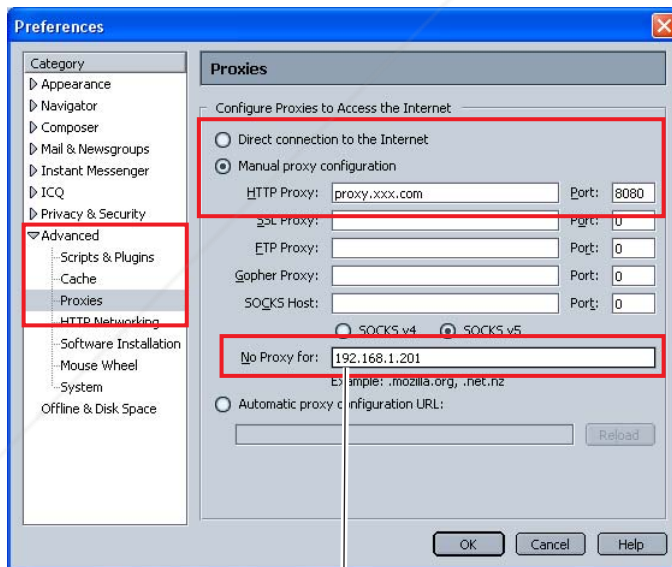 Preferences
Category
Appearance
Navigator
Composer
Mail & Newsgroups
Instant Messenger
ICQ
Privacy & Security
Advanced
Scripts & Plugins
Cache
Proxies
HTTP Networking
Software Installation
Mouse Wheel
System
Offline & Disk Space
Proxies
Configure Proxies to Access the Internet
Direct connection to the Internet
Manual proxy configuration
HTTP Proxy: proxy.xxx.com Port: 8080
SSL Proxy: Port: 0
FTP Proxy: Port: 0
Gopher Proxy: Port: 0
SOCKS Host: Port: 0
SOCKS v4 SOCKS v5
No Proxy for: 192.168.1.201
Example: .mozilla.org, .net.nz
Automatic proxy configuration URL:
Reload
OK Cancel Help